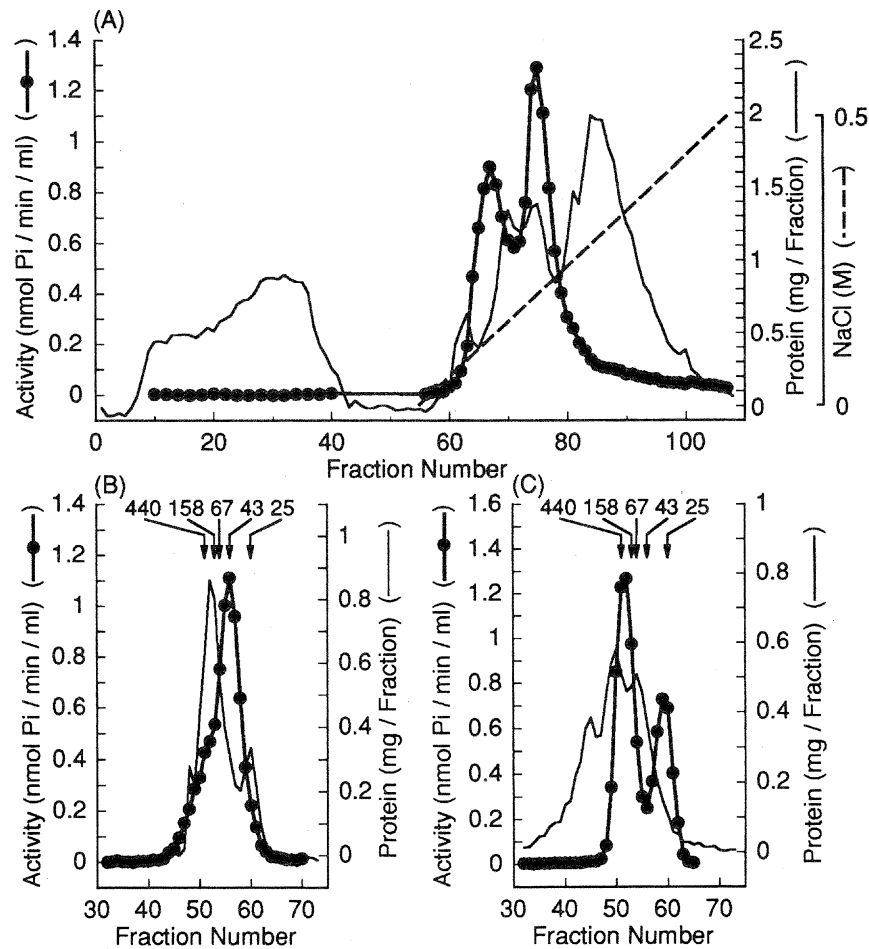 (A)
Activity (nmol Pi / min / ml) (—●—)
1.4
1.2
1
0.8
0.6
0.4
0.2
0
0 20 40 60 80 100
Fraction Number
2.5
2
1.5
1
0.5
0
Protein (mg / Fraction) (——)
0.5
0
NaCl (M) (----)
(B)
440 158 67 43 25
Activity (nmol Pi / min / ml) (—●—)
1.4
1.2
1
0.8
0.6
0.4
0.2
0
30 40 50 60 70
Fraction Number
1
0.8
0.6
0.4
0.2
0
Protein (mg / Fraction) (——)
(C)
440 158 67 43 25
Activity (nmol Pi / min / ml) (—●—)
1.6
1.4
1.2
1
0.8
0.6
0.4
0.2
0
30 40 50 60 70
Fraction Number
1
0.8
0.6
0.4
0.2
0
Protein (mg / Fraction) (——)